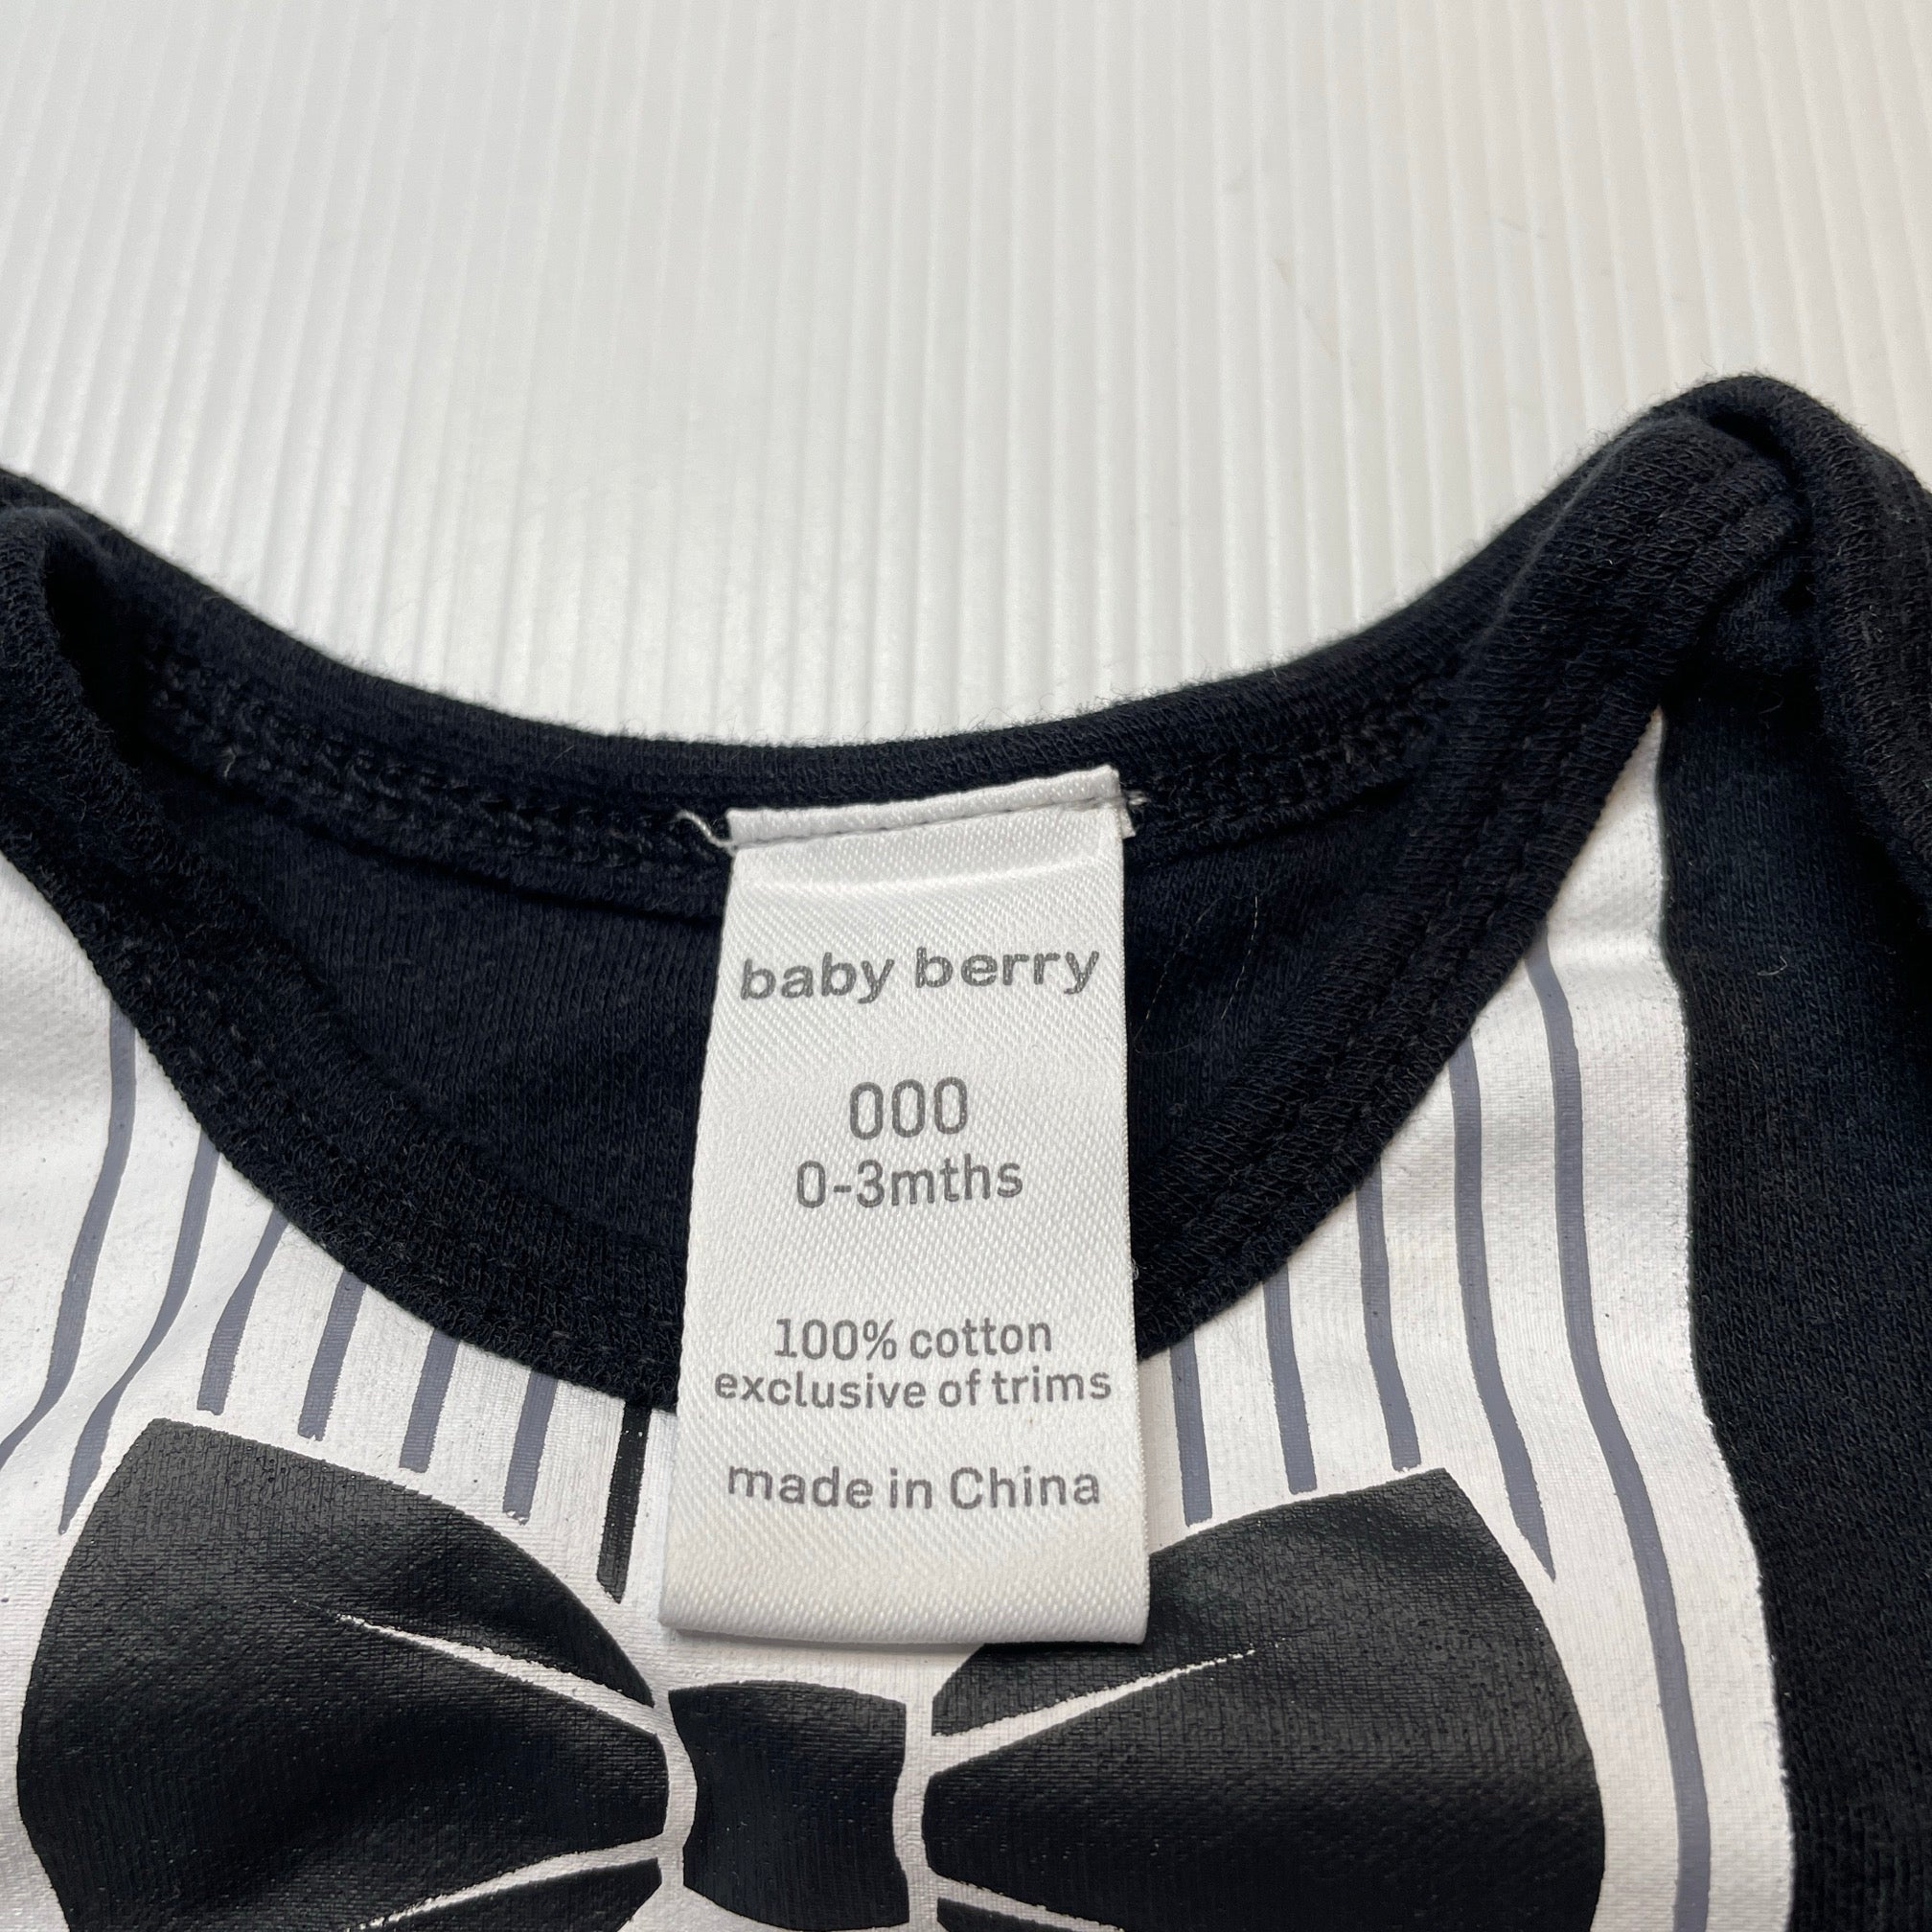 baby berry
000
0-3mths
100% cotton
exclusive of trims
made in China